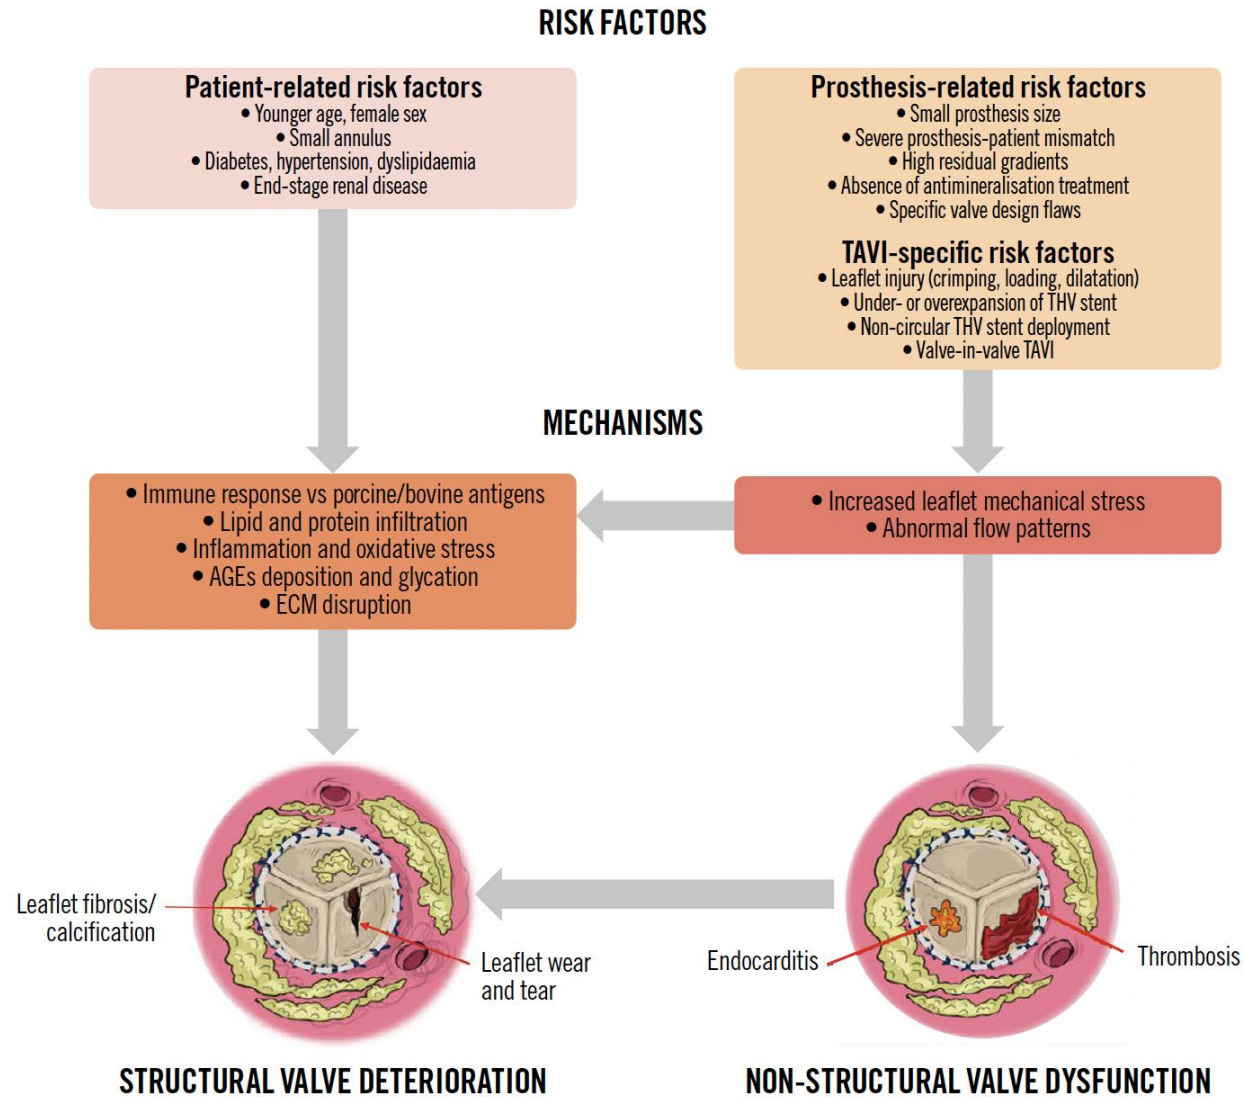 RISK FACTORS
Patient-related risk factors
• Younger age, female sex
• Small annulus
• Diabetes, hypertension, dyslipidaemia
• End-stage renal disease
Prosthesis-related risk factors
• Small prosthesis size
• Severe prosthesis-patient mismatch
• High residual gradients
• Absence of antimineralisation treatment
• Specific valve design flaws
TAVI-specific risk factors
• Leaflet injury (crimping, loading, dilatation)
• Under- or overexpansion of THV stent
• Non-circular THV stent deployment
• Valve-in-valve TAVI
MECHANISMS
• Immune response vs porcine/bovine antigens
• Lipid and protein infiltration
• Inflammation and oxidative stress
• AGEs deposition and glycation
• ECM disruption
• Increased leaflet mechanical stress
• Abnormal flow patterns
Leaflet fibrosis/
calcification
Leaflet wear
and tear
Endocarditis
Thrombosis
STRUCTURAL VALVE DETERIORATION
NON-STRUCTURAL VALVE DYSFUNCTION